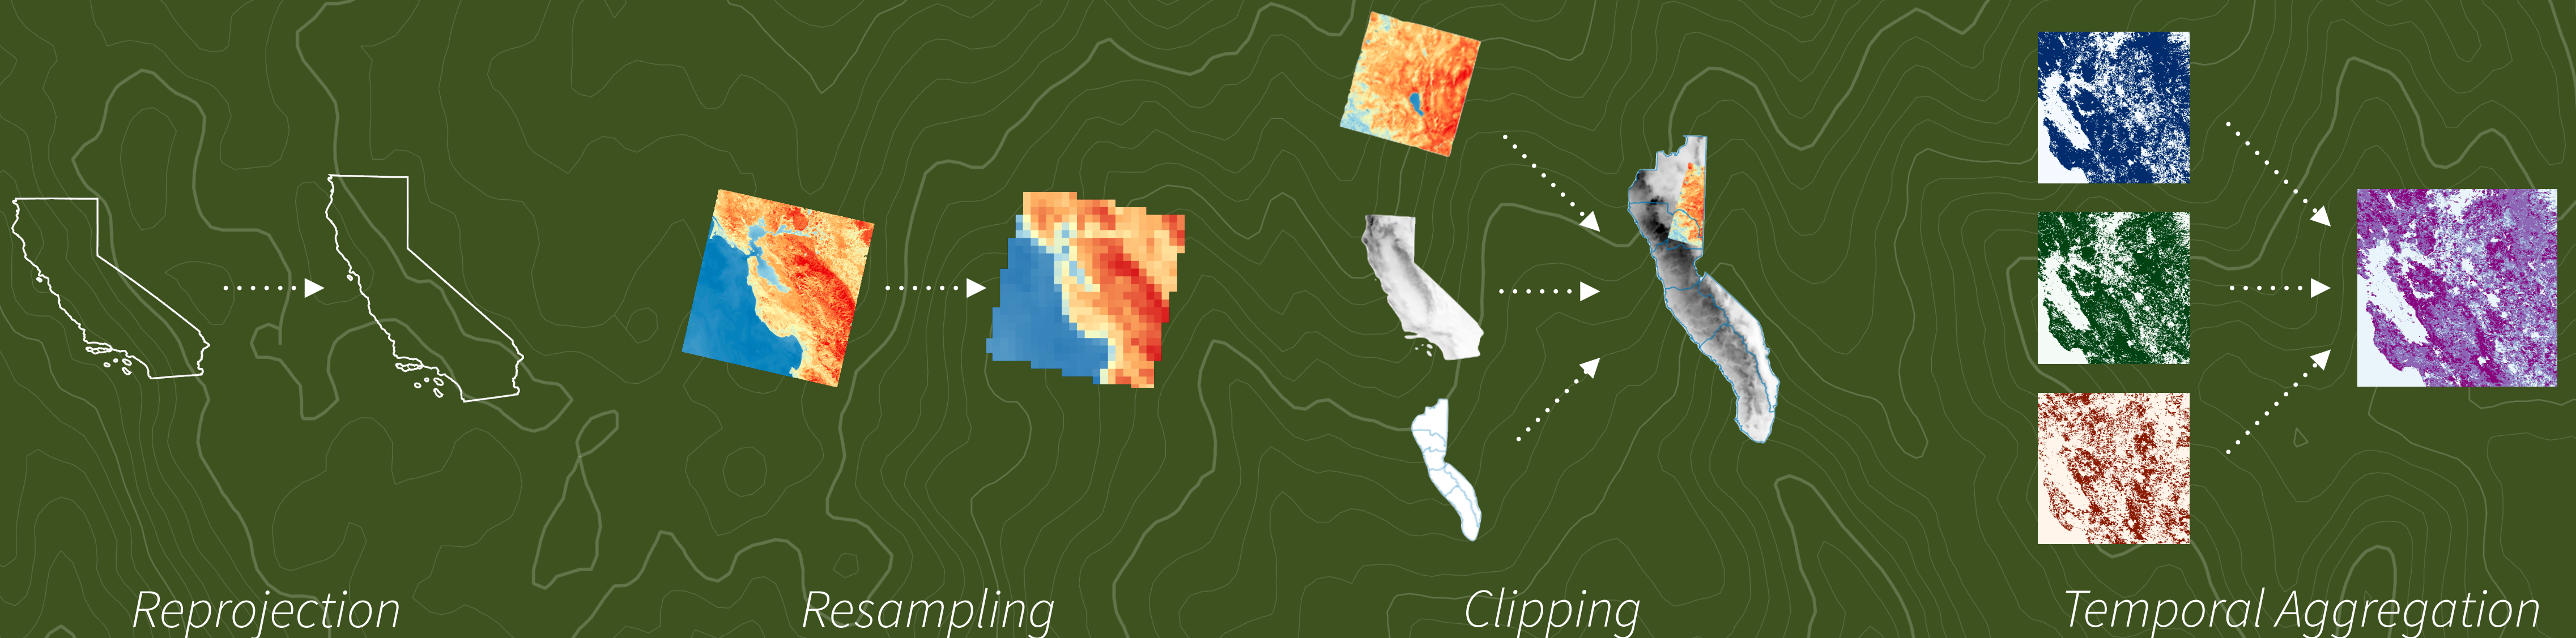 Reprojection
Resampling
Clipping
Temporal Aggregation